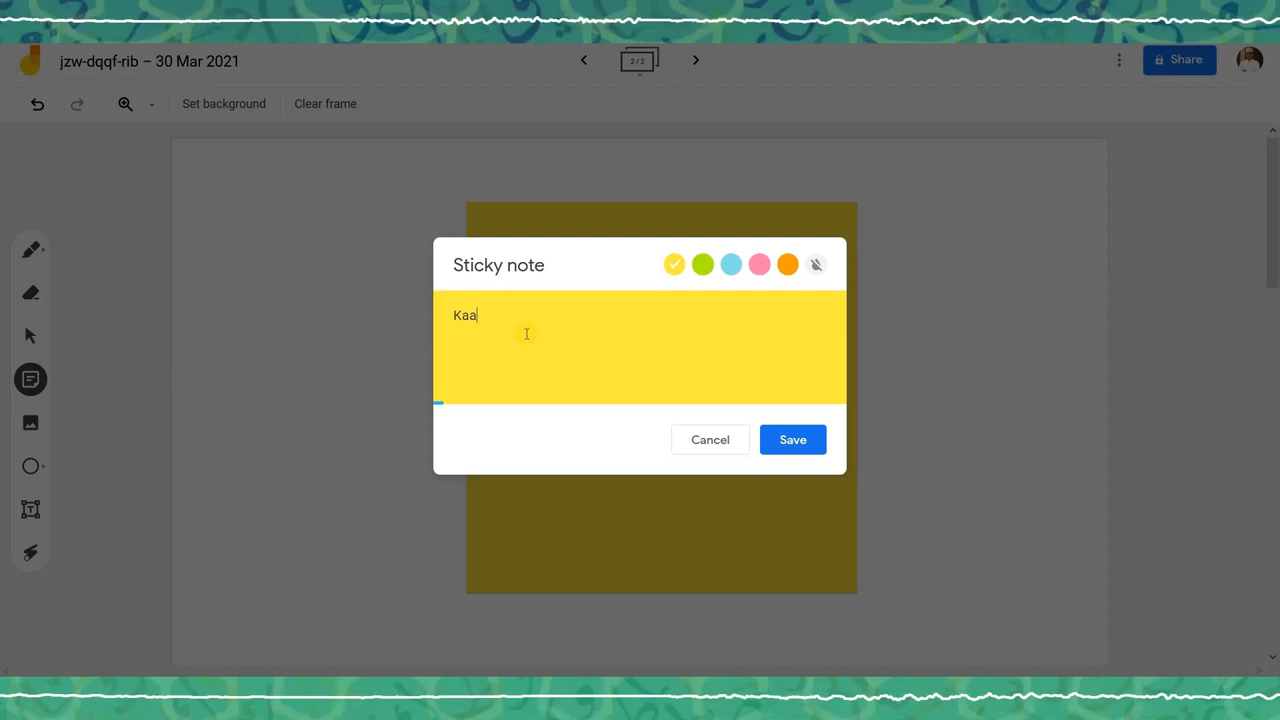 jzw-dqqf-rib – 30 Mar 2021
2 / 2
Share
Set background
Clear frame
Sticky note
Kaa
Cancel
Save
T